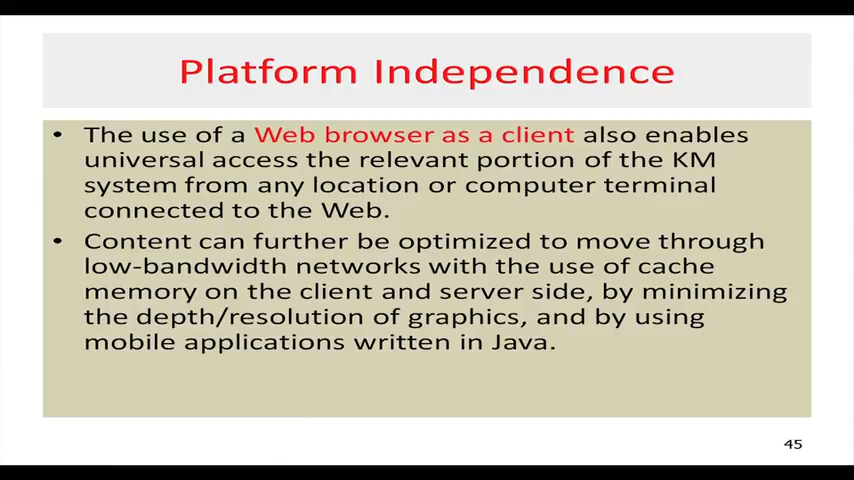 Platform Independence
• The use of a Web browser as a client also enables
universal access the relevant portion of the KM
system from any location or computer terminal
connected to the Web.
• Content can further be optimized to move through
low-bandwidth networks with the use of cache
memory on the client and server side, by minimizing
the depth/resolution of graphics, and by using
mobile applications written in Java.
45